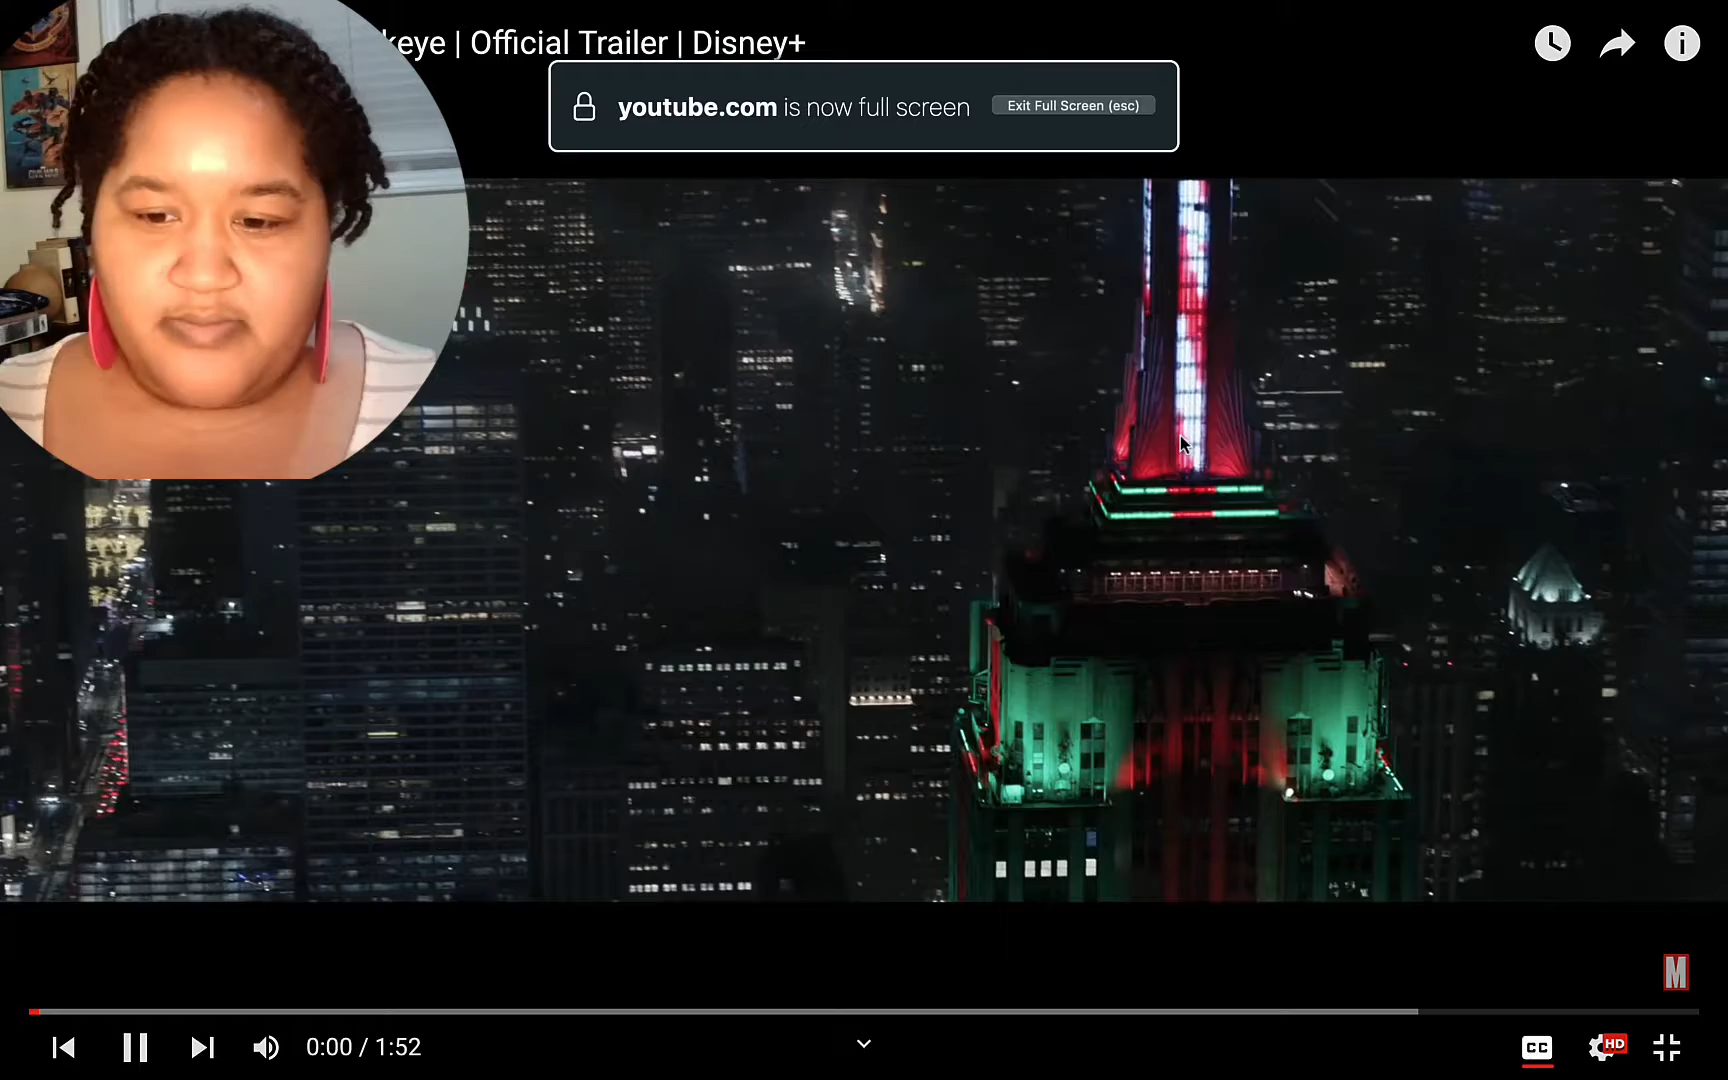 keye | Official Trailer | Disney+
youtube.com is now full screen
Exit Full Screen (esc)
M
0:00 / 1:52
CC
HD